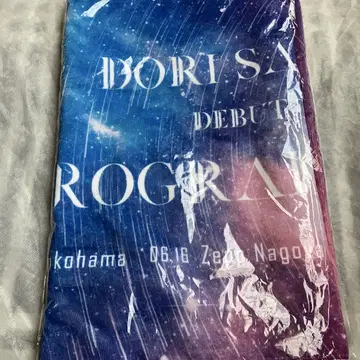 DORI SA
DEBUT
ROGRA
kohama 06.16 Zepp Nagoya